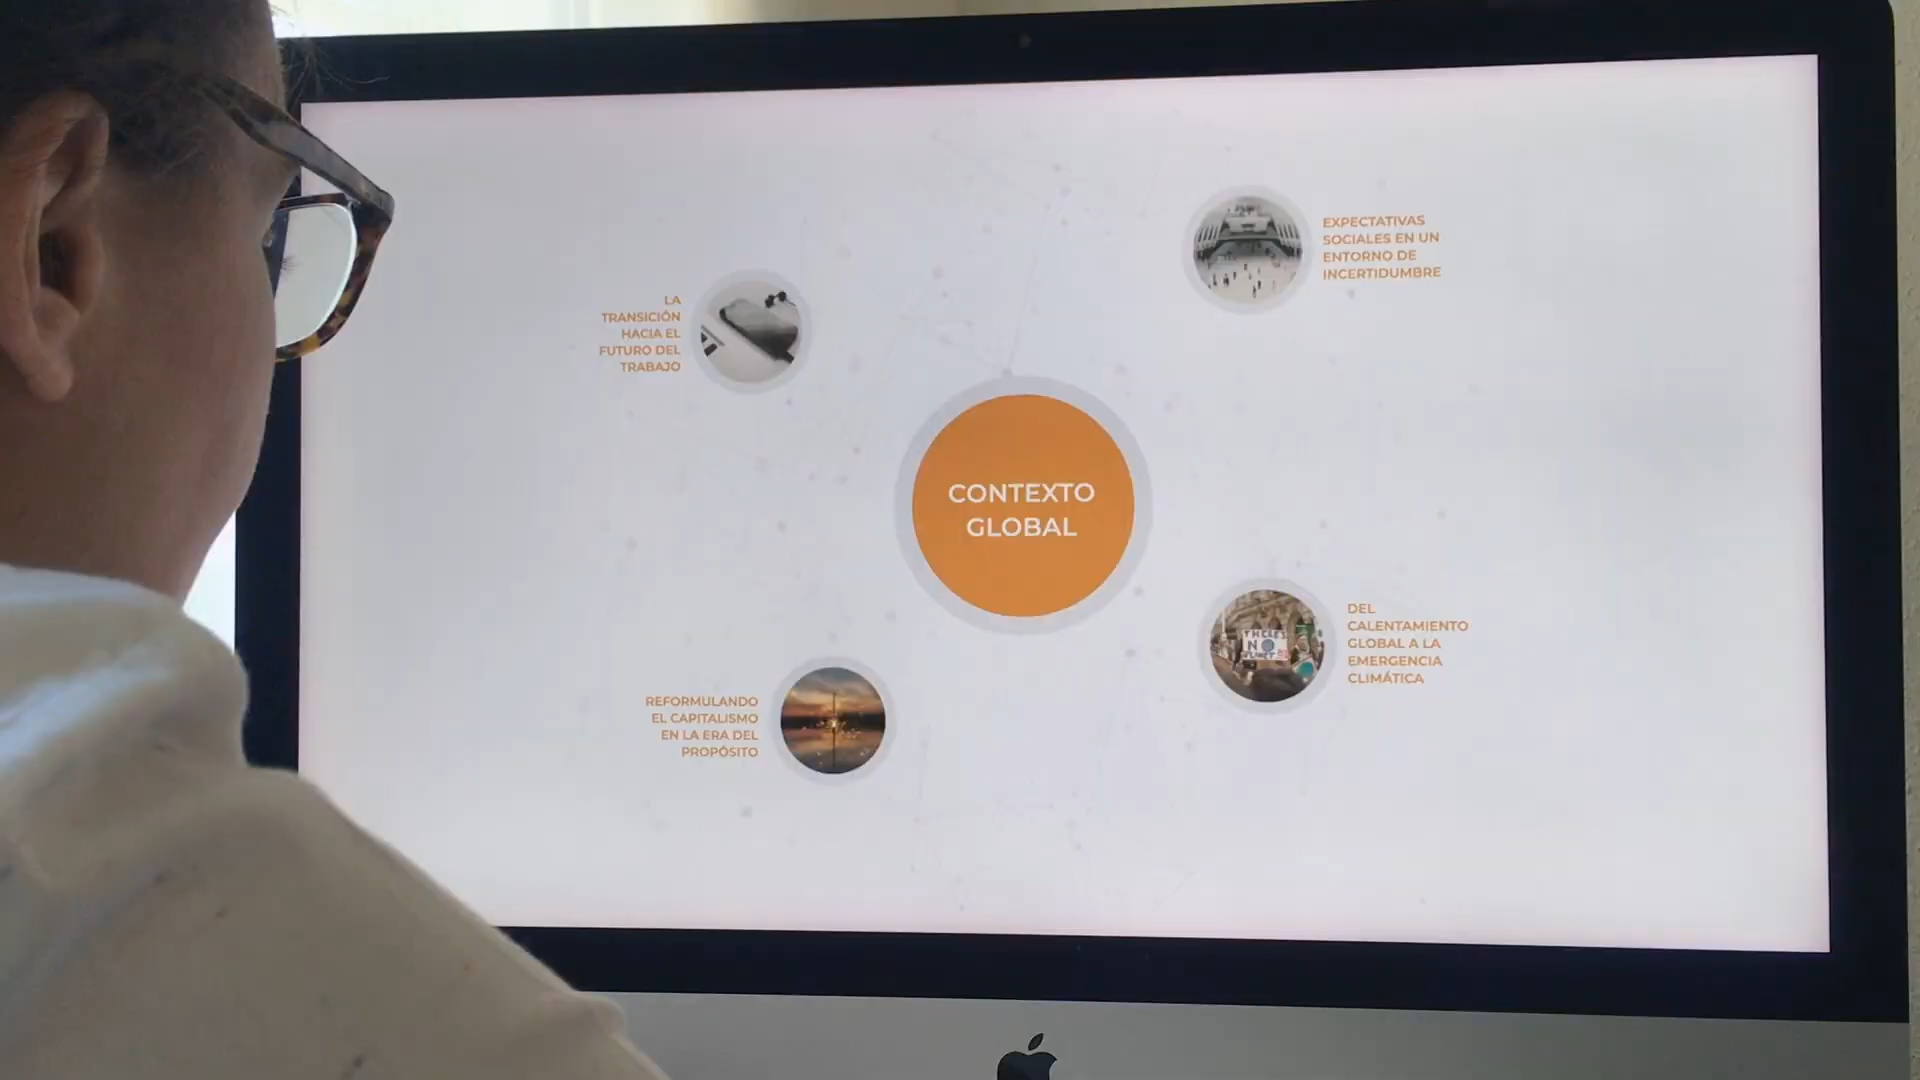 EXPECTATIVAS
SOCIALES EN UN
ENTORNO DE
INCERTIDUMBRE
LA
TRANSICIÓN
HACIA EL
FUTURO DEL
TRABAJO
CONTEXTO
GLOBAL
DEL
CALENTAMIENTO
GLOBAL A LA
EMERGENCIA
CLIMÁTICA
REFORMULANDO
EL CAPITALISMO
EN LA ERA DEL
PROPÓSITO